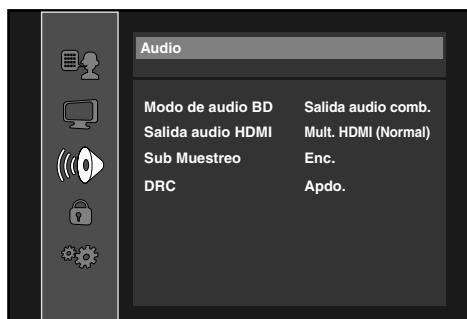 Audio
Modo de audio BD Salida audio comb.
Salida audio HDMI Mult. HDMI (Normal)
Sub Muestreo Enc.
DRC Apdo.